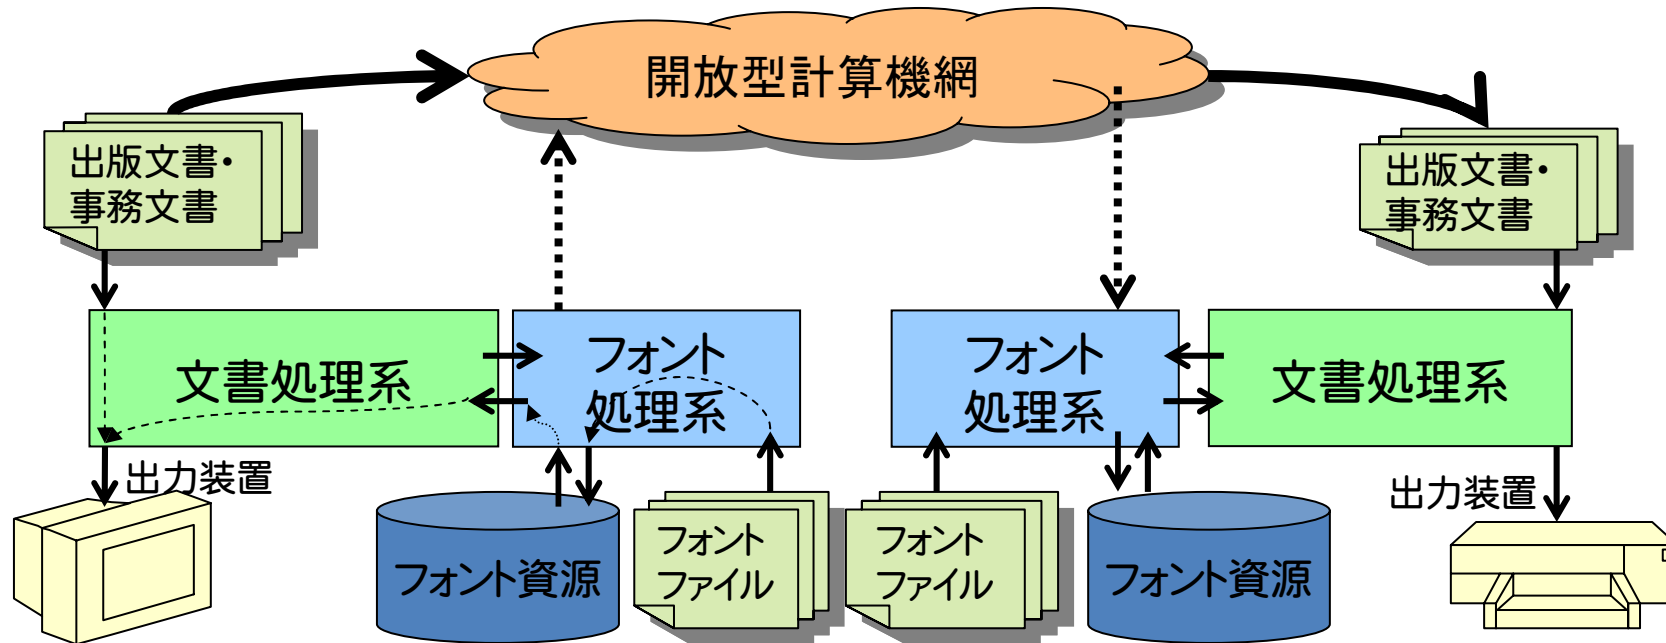 開放型計算機網
出版文書・
事務文書
出版文書・
事務文書
文書処理系
フォント
処理系
フォント
処理系
文書処理系
出力装置
出力装置
フォント資源
フォント
ファイル
フォント
ファイル
フォント資源